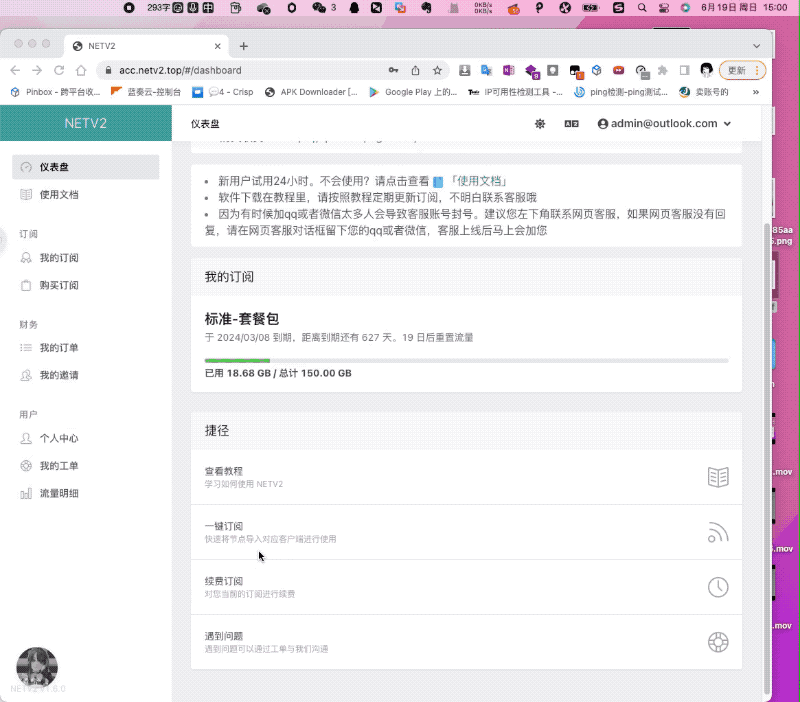 293字
3
0KB/s
0KB/s
6月19日 周日 15:00
NETV2
acc.netv2.top/#/dashboard
更新
Pinbox - 跨平台收...
蓝奏云-控制台
4 - Crisp
APK Downloader [...
Google Play 上的...
IP可用性检测工具 -...
ping检测-ping测试...
卖账号的
NETV2
仪表盘
admin@outlook.com
仪表盘
使用文档
订阅
我的订阅
购买订阅
财务
我的订单
我的邀请
用户
个人中心
我的工单
流量明细
新用户试用24小时。不会使用？请点击查看 「使用文档」
软件下载在教程里，请按照教程定期更新订阅，不明白联系客服哦
因为有时候加qq或者微信太多人会导致客服账号封号。建议您左下角联系网页客服，如果网页客服没有回
复，请在网页客服对话框留下您的qq或者微信，客服上线后马上会加您
我的订阅
标准-套餐包
于 2024/03/08 到期，距离到期还有 627 天。19 日后重置流量
已用 18.68 GB / 总计 150.00 GB
捷径
查看教程
学习如何使用 NETV2
一键订阅
快速将节点导入对应客户端进行使用
续费订阅
对您当前的订阅进行续费
遇到问题
遇到问题可以通过工单与我们沟通
85aa
.png
.mov
.mov
.mov